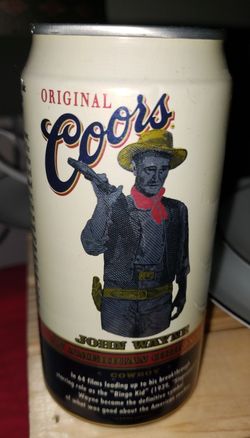 ORIGINAL
Coors
JOHN WAYNE
AMERICAN
COWBOY
In 64 films leading up to his breakthrough
starring role as the "Ringo Kid" (1939,
Wayne became the definitive
of what was good about the American